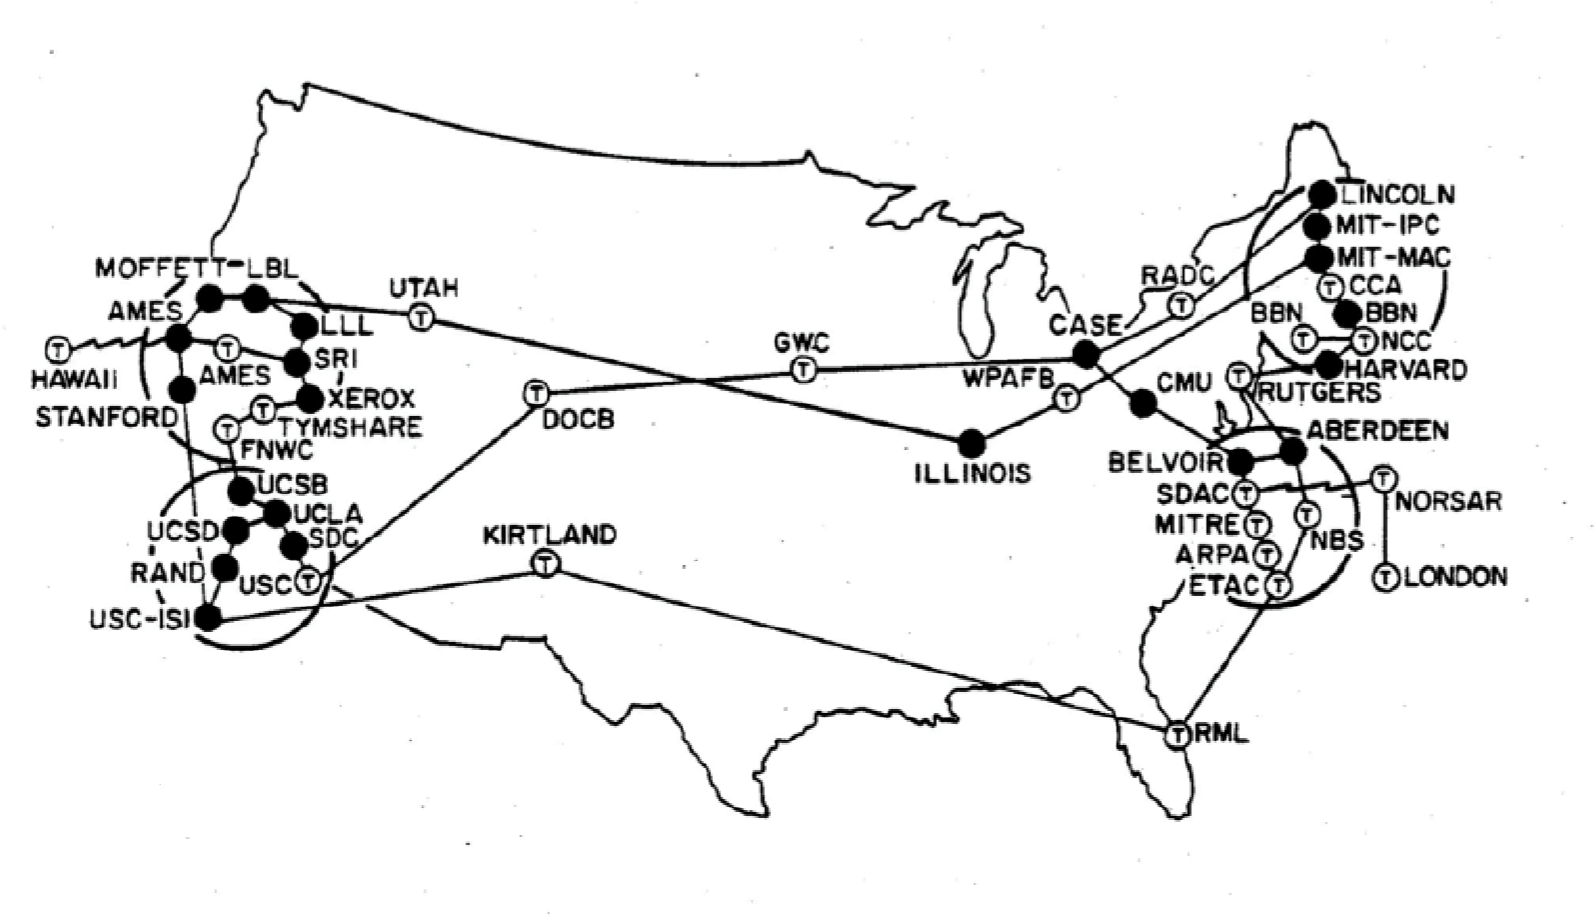 LINCOLN
MIT-IPC
MIT-MAC
MOFFETT-LBL
RADC
CCA
UTAH
AMES
BBN
BBN
LLL
CASE
GWC
NCC
T
SRI
HARVARD
HAWAII
AMES
WPAFB
CMU
RUTGERS
XEROX
STANFORD
TYMSHARE
DOCB
FNWC
ABERDEEN
ILLINOIS
BELVOIR
UCSB
SDAC
NORSAR
UCLA
MITRE
UCSD
KIRTLAND
SDC
NBS
ARPA
RAND
USC
ETAC
LONDON
USC-ISI
RML